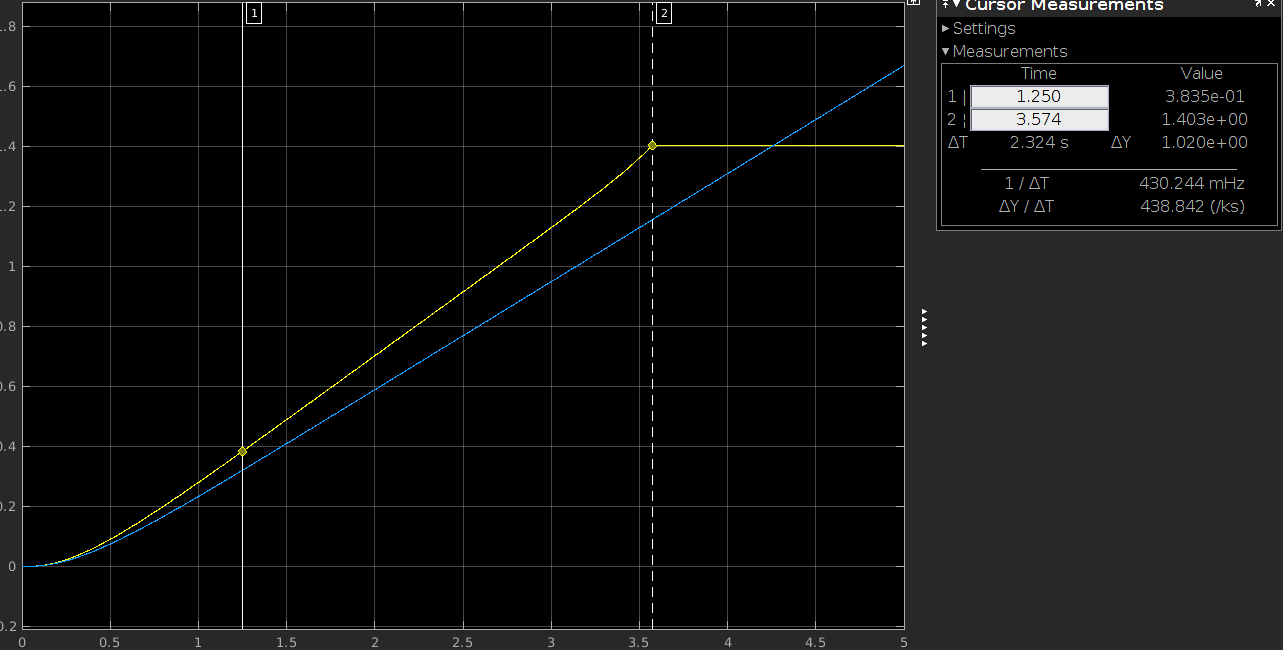 Cursor Measurements
1
2
Settings
Measurements
Time Value
1 | 1.250 3.835e-01
2 ¦ 3.574 1.403e+00
ΔT 2.324 s ΔY 1.020e+00
1 / ΔT 430.244 mHz
ΔY / ΔT 438.842 (/ks)
.8
.6
.4
.2
1
0.8
0.6
0.4
0.2
0
0.2
0 0.5 1 1.5 2 2.5 3 3.5 4 4.5 5